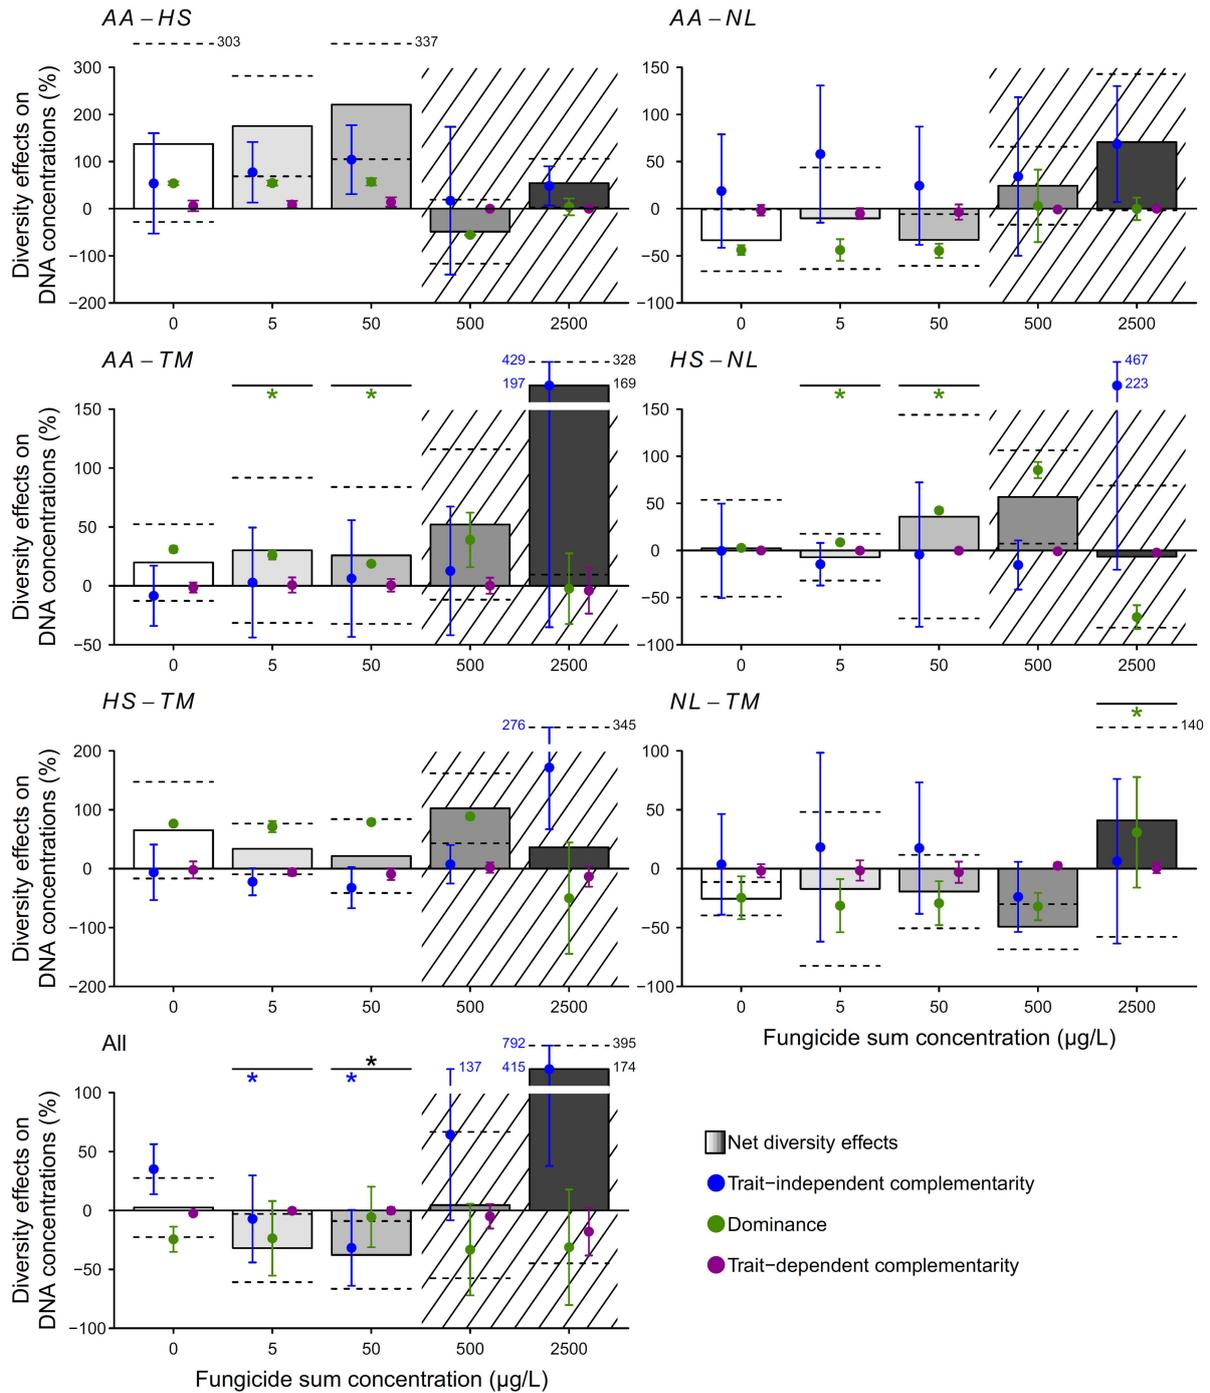 AA – HS
303
337
Diversity effects on
DNA concentrations (%)
300
200
100
0
−100
−200
0 5 50 500 2500
AA – NL
150
100
50
0
−50
−100
0 5 50 500 2500
AA – TM
429 328
197 169
* *
Diversity effects on
DNA concentrations (%)
150
100
50
0
−50
0 5 50 500 2500
HS – NL
467
223
* *
150
100
50
0
−50
−100
0 5 50 500 2500
HS – TM
276 345
Diversity effects on
DNA concentrations (%)
200
100
0
−100
−200
0 5 50 500 2500
NL – TM
*
140
100
50
0
−50
−100
0 5 50 500 2500
Fungicide sum concentration (µg/L)
All
792 395
137 415 174
* * *
Diversity effects on
DNA concentrations (%)
100
50
0
−50
−100
0 5 50 500 2500
Fungicide sum concentration (µg/L)
Net diversity effects
Trait−independent complementarity
Dominance
Trait−dependent complementarity